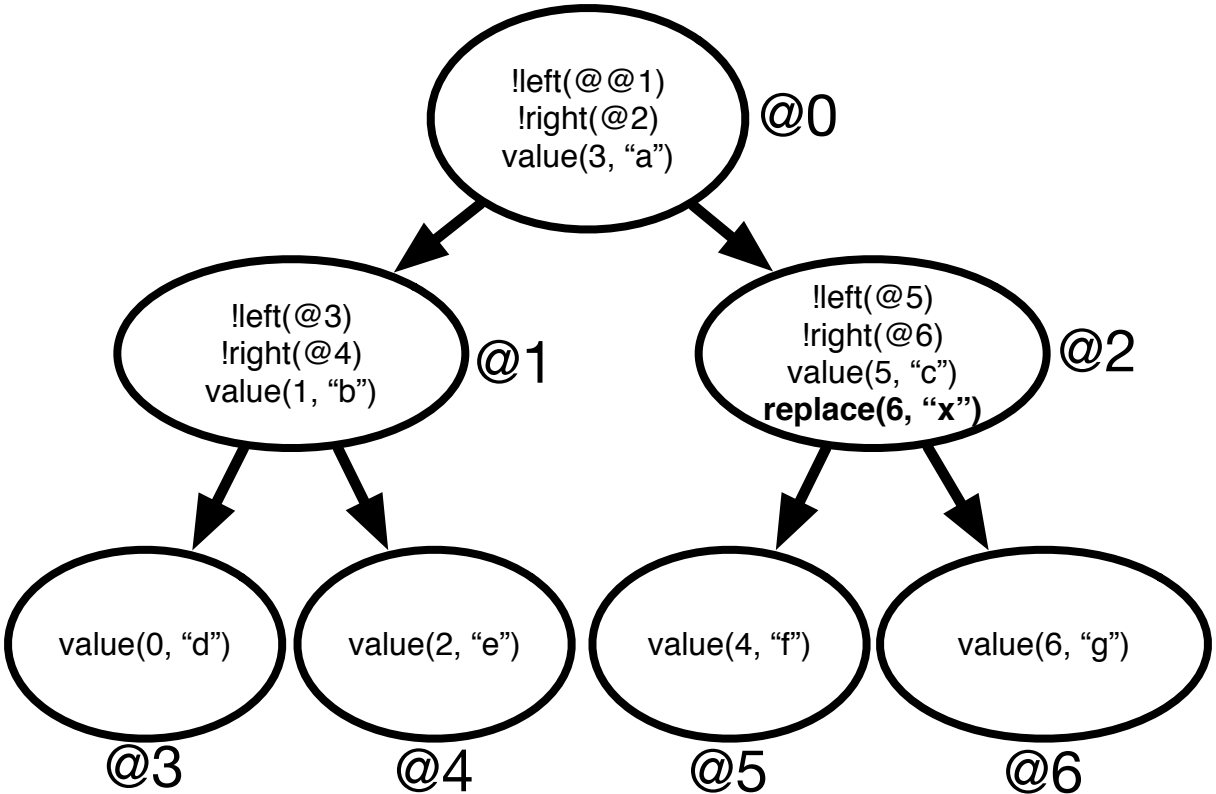 !left(@@1)
!right(@2)
value(3, “a”)
@0
!left(@3)
!right(@4)
value(1, “b”)
@1
!left(@5)
!right(@6)
value(5, “c”)
replace(6, “x”)
@2
value(0, “d”)
value(2, “e”)
value(4, “f”)
value(6, “g”)
@3
@4
@5
@6